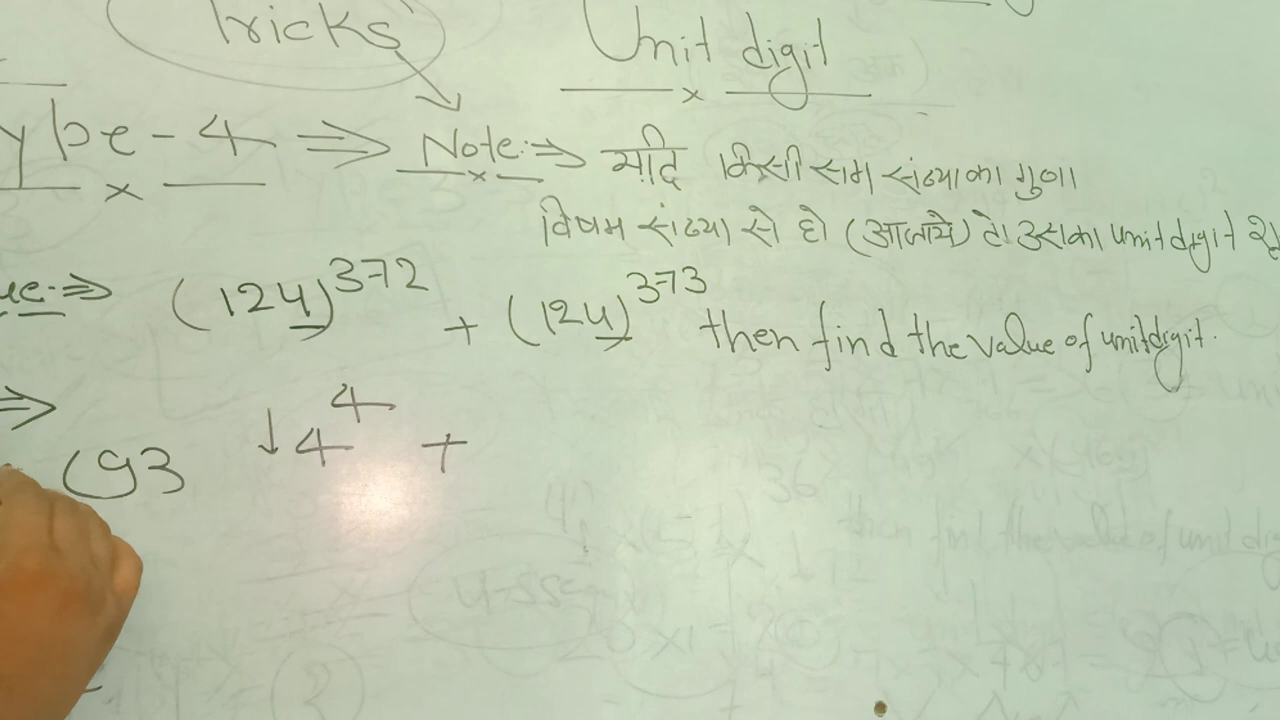 Tricks Unit digit
ype-4 ⇒ Note:⇒ यदि किसी सम संख्या का गुणा
विषम संख्या से हो (आजाये) तो उसका unit digit
ue:⇒ (124)^372 + (124)^373 then find the value of unit digit.
⇒ 4^4 +
(93